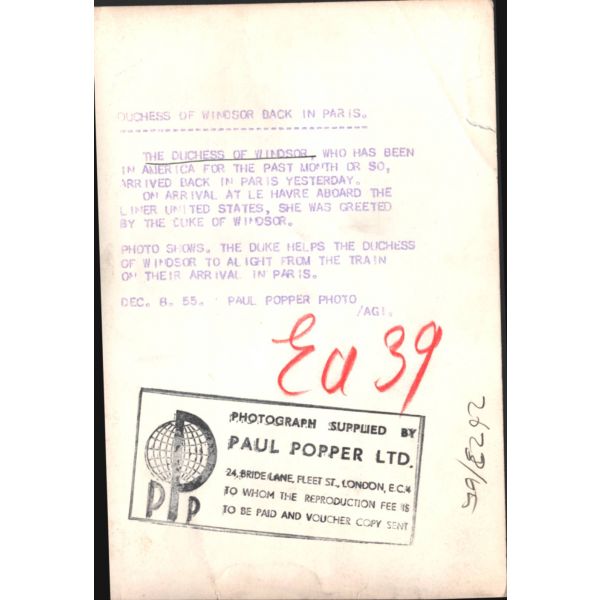 DUCHESS OF WINDSOR BACK IN PARIS.
THE DUCHESS OF WINDSOR, WHO HAS BEEN
IN AMERICA FOR THE PAST MONTH OR SO,
ARRIVED BACK IN PARIS YESTERDAY.
ON ARRIVAL AT LE HAVRE ABOARD THE
LINER UNITED STATES, SHE WAS GREETED
BY THE DUKE OF WINDSOR.
PHOTO SHOWS. THE DUKE HELPS THE DUCHESS
OF WINDSOR TO ALIGHT FROM THE TRAIN
ON THEIR ARRIVAL IN PARIS.
DEC. 8. 55. PAUL POPPER PHOTO
/AGI.
Ea 39
PHOTOGRAPH SUPPLIED BY
PAUL POPPER LTD.
24, BRIDE LANE, FLEET ST., LONDON, E.C.4
TO WHOM THE REPRODUCTION FEE IS
TO BE PAID AND VOUCHER COPY SENT
PPP